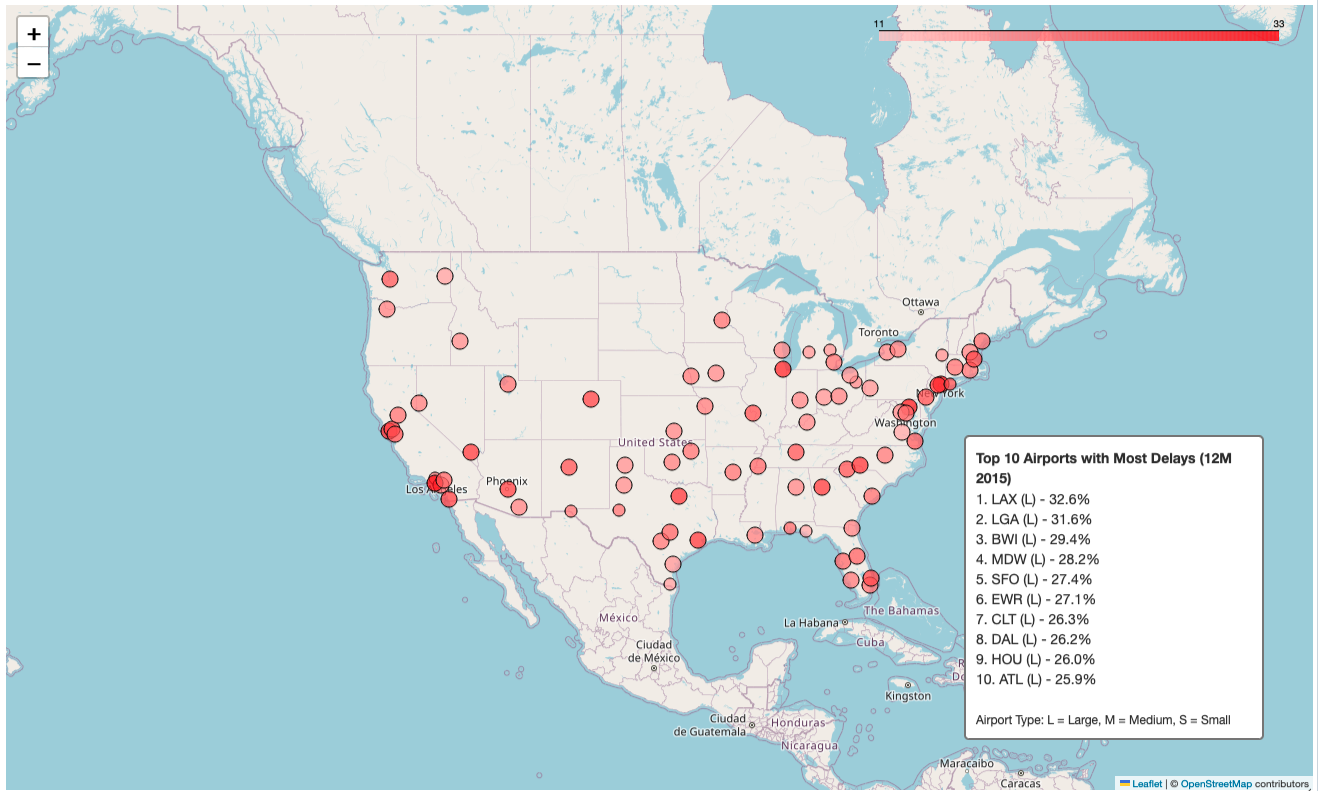 +
−
11
33
Ottawa
Toronto
New York
Washington
United States
Phoenix
Los Angeles
Top 10 Airports with Most Delays (12M
2015)
1. LAX (L) - 32.6%
2. LGA (L) - 31.6%
3. BWI (L) - 29.4%
4. MDW (L) - 28.2%
5. SFO (L) - 27.4%
6. EWR (L) - 27.1%
7. CLT (L) - 26.3%
8. DAL (L) - 26.2%
9. HOU (L) - 26.0%
10. ATL (L) - 25.9%
Airport Type: L = Large, M = Medium, S = Small
The Bahamas
México
La Habana
Cuba
Ciudad
de México
Kingston
Ciudad
de Guatemala
Honduras
Nicaragua
Maracaibo
Caracas
Leaflet | © OpenStreetMap contributors